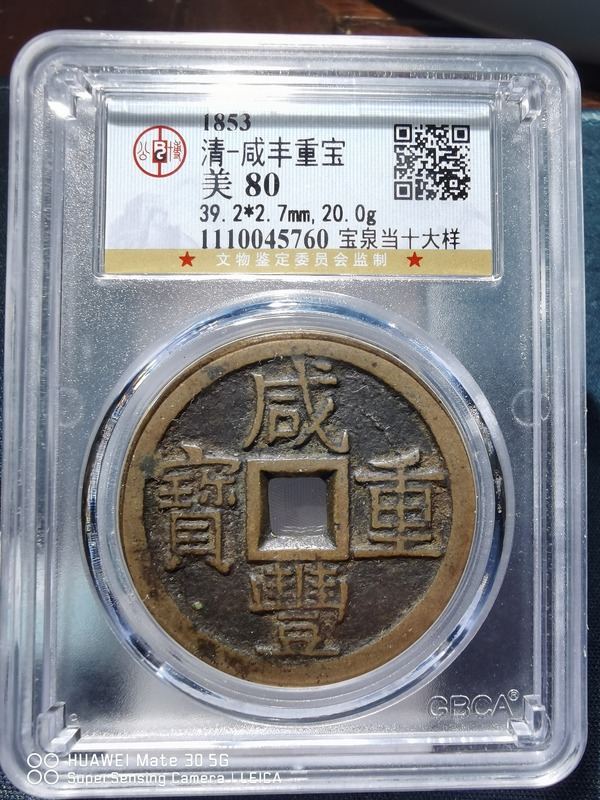 1853
公博
清-咸丰重宝
美 80
39.2*2.7mm,20.0g
1110045760 宝泉当十大样
★ 文物鉴定委员会监制 ★
咸
寶 重
豐
GBCA®
HUAWEI Mate 30 5G
SuperSensing Camera | LEICA